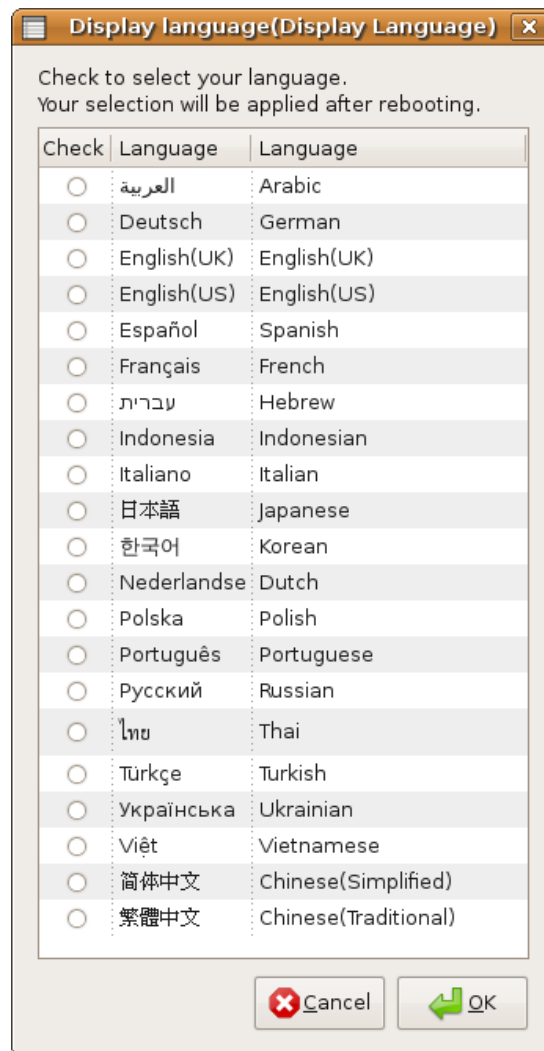 Display language(Display Language)
Check to select your language.
Your selection will be applied after rebooting.
Check Language Language
العربية Arabic
Deutsch German
English(UK) English(UK)
English(US) English(US)
Español Spanish
Français French
עברית Hebrew
Indonesia Indonesian
Italiano Italian
日本語 Japanese
한국어 Korean
Nederlandse Dutch
Polska Polish
Português Portuguese
Русский Russian
ไทย Thai
Türkçe Turkish
Українська Ukrainian
Việt Vietnamese
简体中文 Chinese(Simplified)
繁體中文 Chinese(Traditional)
Cancel OK